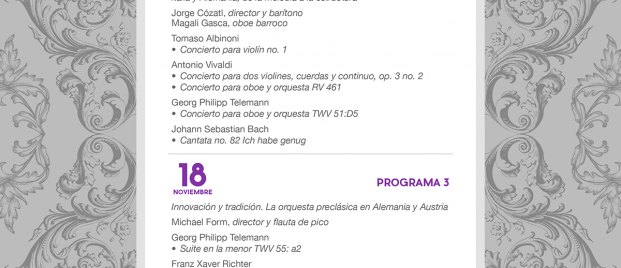 Jorge Cózatl, director y barítono
Magali Gasca, oboe barroco
Tomaso Albinoni
• Concierto para violín no. 1
Antonio Vivaldi
• Concierto para dos violines, cuerdas y continuo, op. 3 no. 2
• Concierto para oboe y orquesta RV 461
Georg Philipp Telemann
• Concierto para oboe y orquesta TWV 51:D5
Johann Sebastian Bach
• Cantata no. 82 Ich habe genug
18
NOVIEMBRE
PROGRAMA 3
Innovación y tradición. La orquesta preclásica en Alemania y Austria
Michael Form, director y flauta de pico
Georg Philipp Telemann
• Suite en la menor TWV 55: a2
Franz Xaver Richter